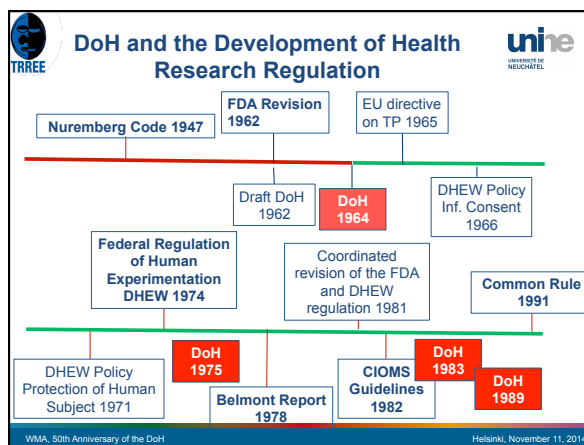 TRREE
DoH and the Development of Health
Research Regulation
unine
UNIVERSITÉ DE
NEUCHÂTEL
Nuremberg Code 1947
FDA Revision
1962
EU directive
on TP 1965
Draft DoH
1962
DoH
1964
DHEW Policy
Inf. Consent
1966
Federal Regulation
of Human
Experimentation
DHEW 1974
Coordinated
revision of the FDA
and DHEW
regulation 1981
Common Rule
1991
DHEW Policy
Protection of Human
Subject 1971
DoH
1975
Belmont Report
1978
CIOMS
Guidelines
1982
DoH
1983
DoH
1989
WMA, 50th Anniversary of the DoH
Helsinki, November 11, 201